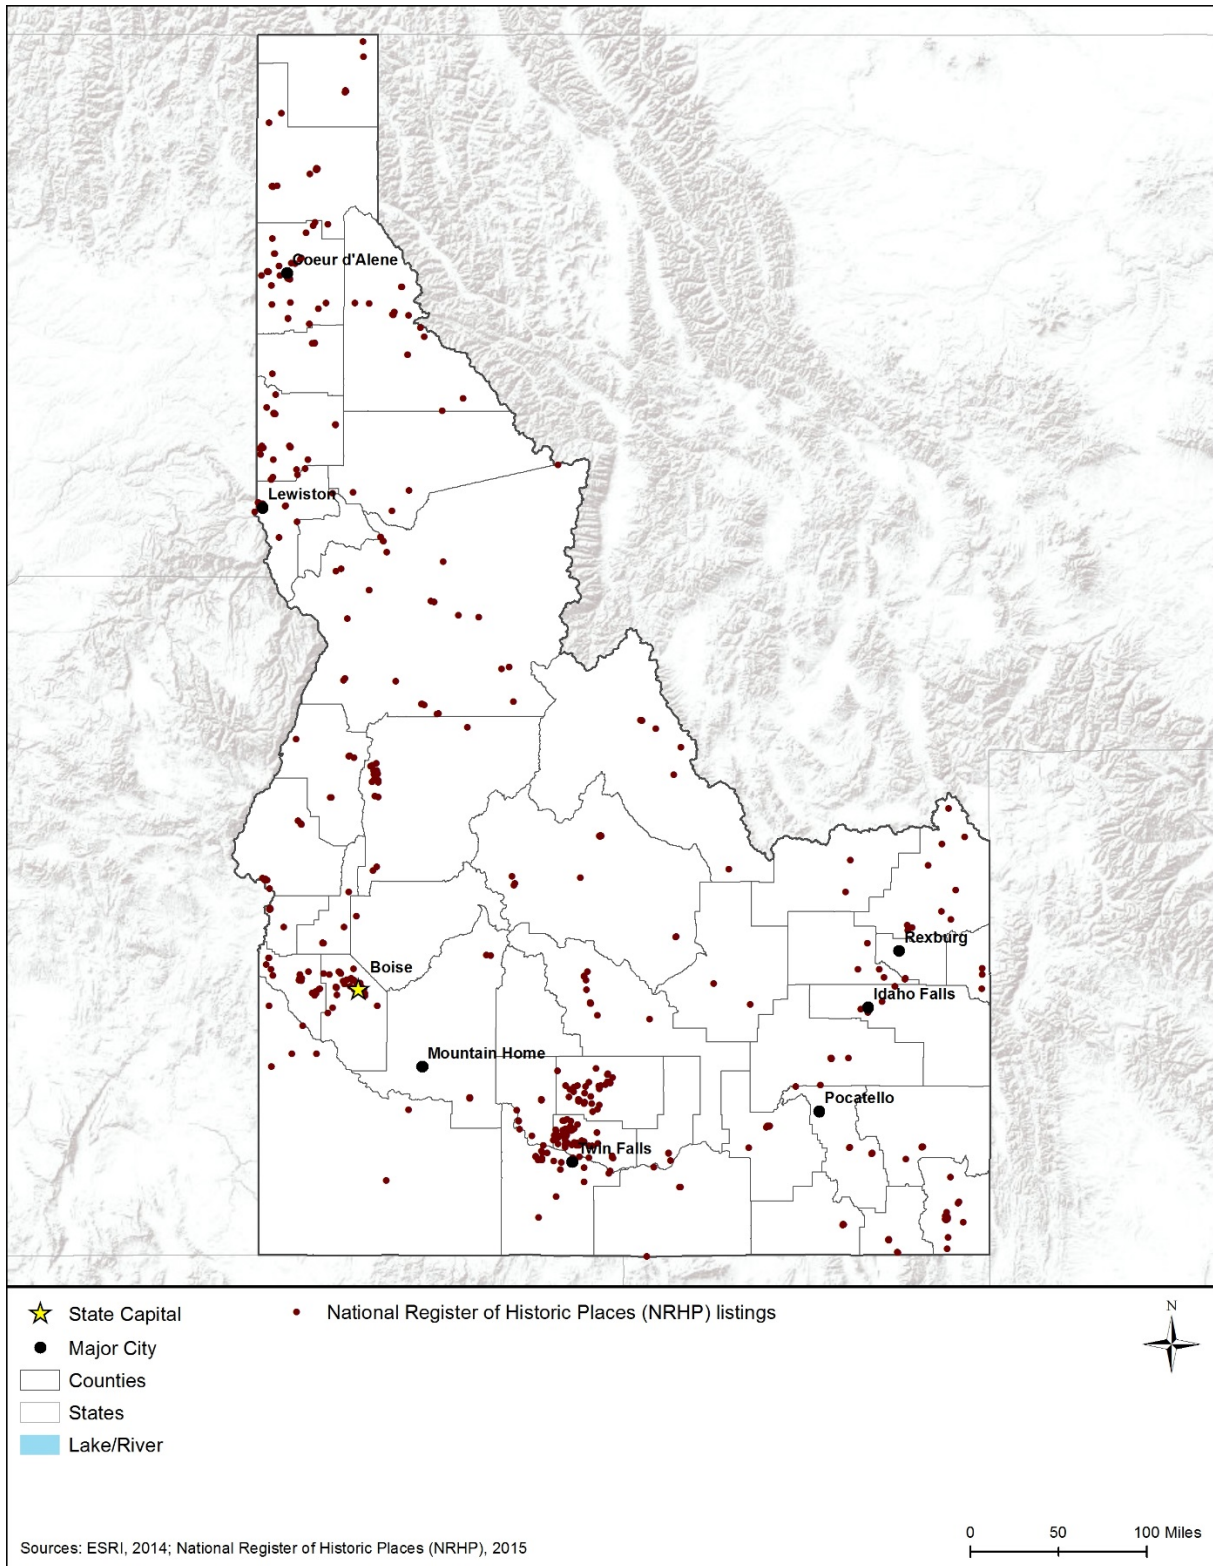 Coeur d'Alene
Lewiston
Rexburg
Boise
Idaho Falls
Mountain Home
Pocatello
Twin Falls
State Capital
National Register of Historic Places (NRHP) listings
N
Major City
Counties
States
Lake/River
0 50 100 Miles
Sources: ESRI, 2014; National Register of Historic Places (NRHP), 2015